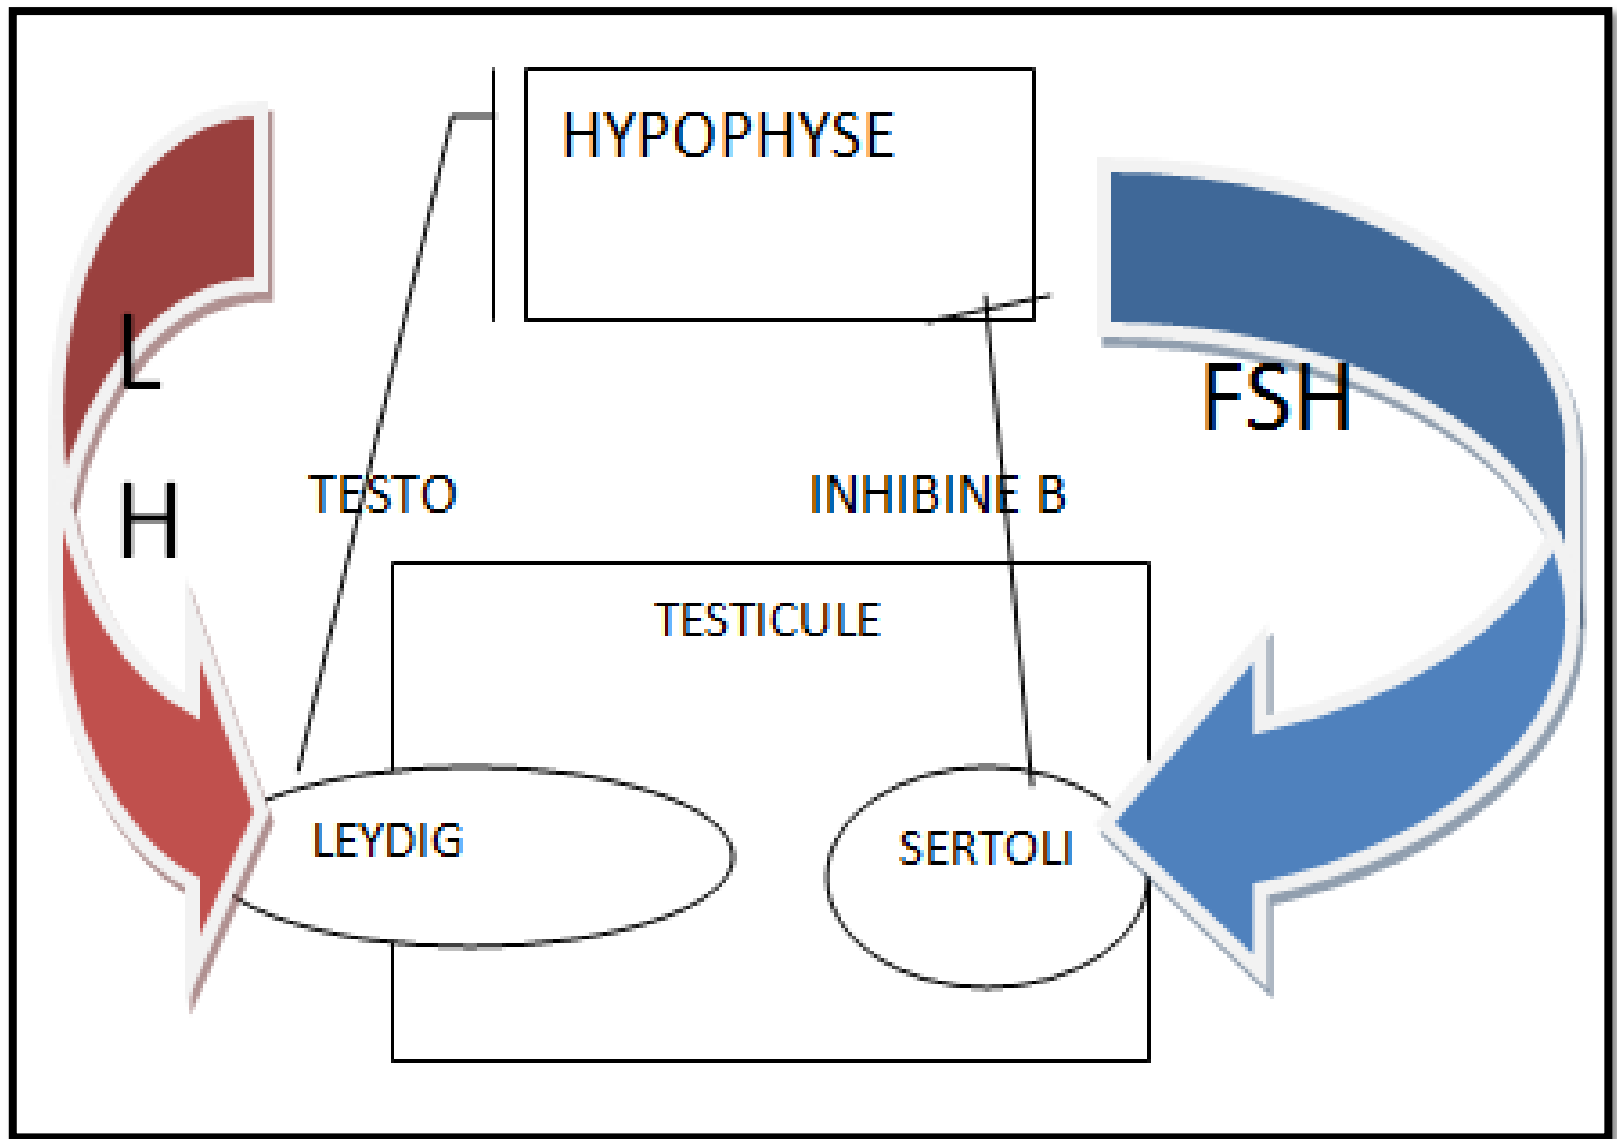 HYPOPHYSE
L
H
FSH
TESTO
INHIBINE B
TESTICULE
LEYDIG
SERTOLI